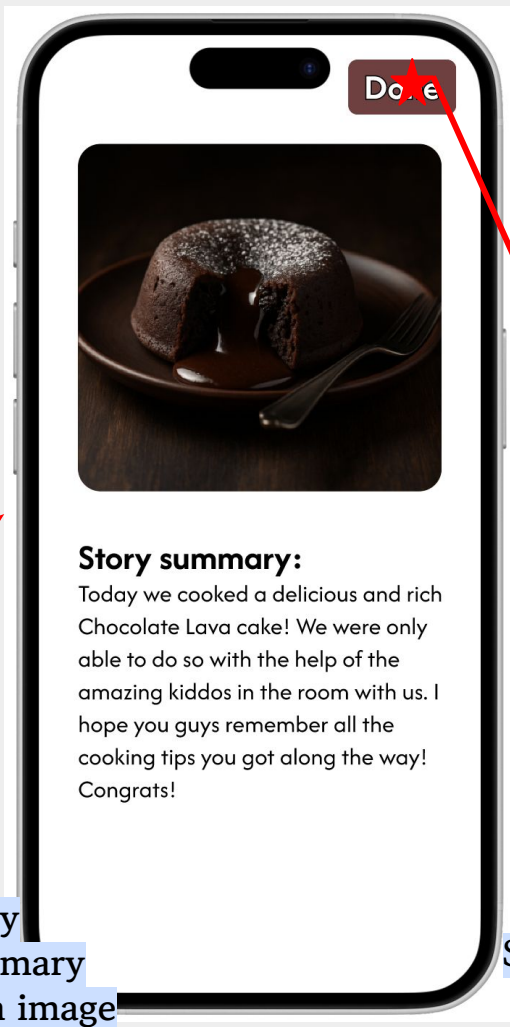 Done
Story summary:
Today we cooked a delicious and rich
Chocolate Lava cake! We were only
able to do so with the help of the
amazing kiddos in the room with us. I
hope you guys remember all the
cooking tips you got along the way!
Congrats!
image